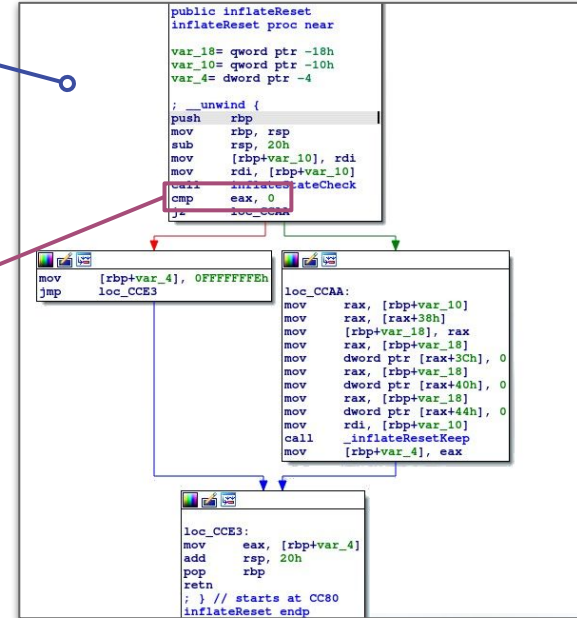 public inflateReset
inflateReset proc near
var_18= qword ptr -18h
var_10= qword ptr -10h
var_4= dword ptr -4
; __unwind {
push rbp
mov rbp, rsp
sub rsp, 20h
mov [rbp+var_10], rdi
mov rdi, [rbp+var_10]
call inflateStateCheck
cmp eax, 0
jz loc_CCAA
mov [rbp+var_4], 0FFFFFFFEh
jmp loc_CCE3
loc_CCAA:
mov rax, [rbp+var_10]
mov rax, [rax+38h]
mov [rbp+var_18], rax
mov rax, [rbp+var_18]
mov dword ptr [rax+3Ch], 0
mov rax, [rbp+var_18]
mov dword ptr [rax+40h], 0
mov rax, [rbp+var_18]
mov dword ptr [rax+44h], 0
mov rdi, [rbp+var_10]
call _inflateResetKeep
mov [rbp+var_4], eax
loc_CCE3:
mov eax, [rbp+var_4]
add rsp, 20h
pop rbp
retn
; } // starts at CC80
inflateReset endp